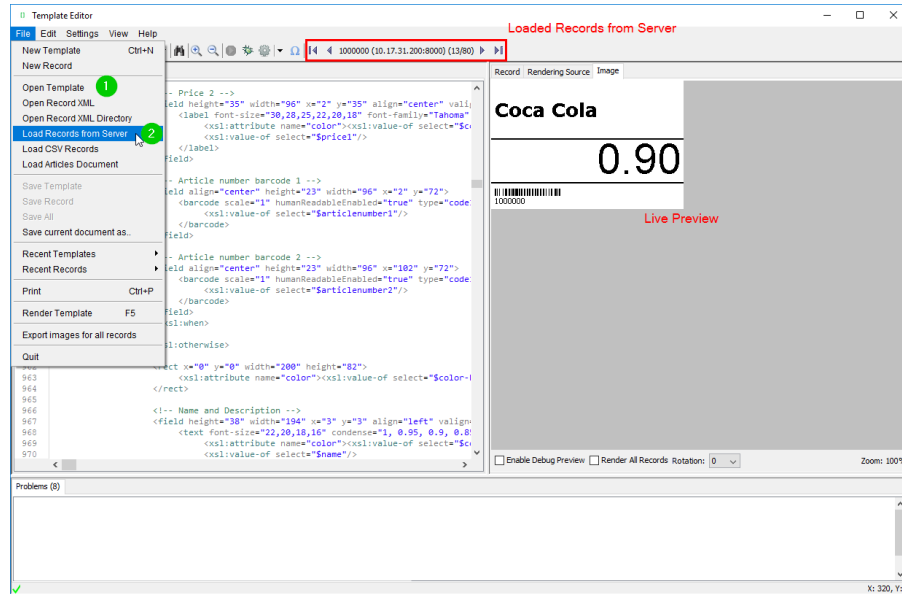 Template Editor
File Edit Settings View Help
Loaded Records from Server
1000000 (10.17.31.200:8000) (13/80)
New Template Ctrl+N
New Record
Open Template 1
Open Record XML
Open Record XML Directory
Load Records from Server 2
Load CSV Records
Load Articles Document
Save Template
Save Record
Save All
Save current document as..
Recent Templates
Recent Records
Print Ctrl+P
Render Template F5
Export images for all records
Quit
-- Price 2 -->
ield height="35" width="96" x="2" y="35" align="center" vali
<label font-size="30,28,25,22,20,18" font-family="Tahoma"
<xsl:attribute name="color"><xsl:value-of select="$c
<xsl:value-of select="$price1"/>
</label>
field>
-- Article number barcode 1 -->
ield align="center" height="23" width="96" x="2" y="72">
<barcode scale="1" humanReadableEnabled="true" type="code
<xsl:value-of select="$articlenumber1"/>
</barcode>
field>
-- Article number barcode 2 -->
ield align="center" height="23" width="96" x="102" y="72">
<barcode scale="1" humanReadableEnabled="true" type="code
<xsl:value-of select="$articlenumber2"/>
</barcode>
field>
xsl:when>
sl:otherwise>
ect x="0" y="0" width="200" height="82">
963 <xsl:attribute name="color"><xsl:value-of select="$color-
964 </rect>
965
966 <!-- Name and Description -->
967 <field height="38" width="194" x="3" y="3" align="left" valign
968 <text font-size="22,20,18,16" condense="1, 0.95, 0.9, 0.8
969 <xsl:attribute name="color"><xsl:value-of select="$c
970 <xsl:value-of select="$name"/>
Record Rendering Source Image
Coca Cola
0.90
1000000
Live Preview
Enable Debug Preview Render All Records Rotation: 0 Zoom: 100%
Problems (8)
X: 320, Y: